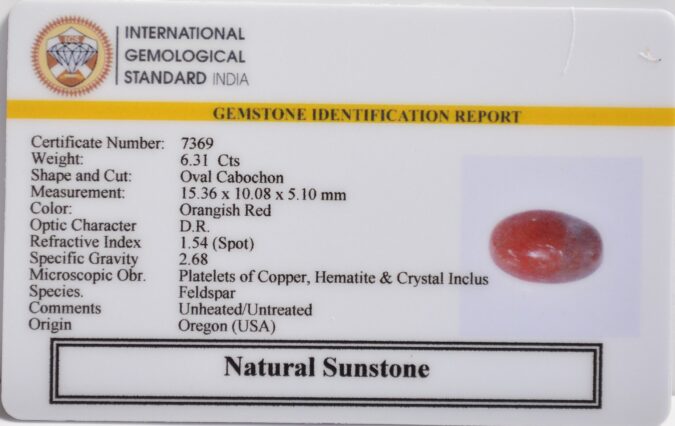 IGS
INTERNATIONAL
GEMOLOGICAL
STANDARD INDIA
GEMSTONE IDENTIFICATION REPORT
Certificate Number: 7369
Weight: 6.31 Cts
Shape and Cut: Oval Cabochon
Measurement: 15.36 x 10.08 x 5.10 mm
Color: Orangish Red
Optic Character D.R.
Refractive Index 1.54 (Spot)
Specific Gravity 2.68
Microscopic Obr. Platelets of Copper, Hematite & Crystal Inclus
Species. Feldspar
Comments Unheated/Untreated
Origin Oregon (USA)
Natural Sunstone